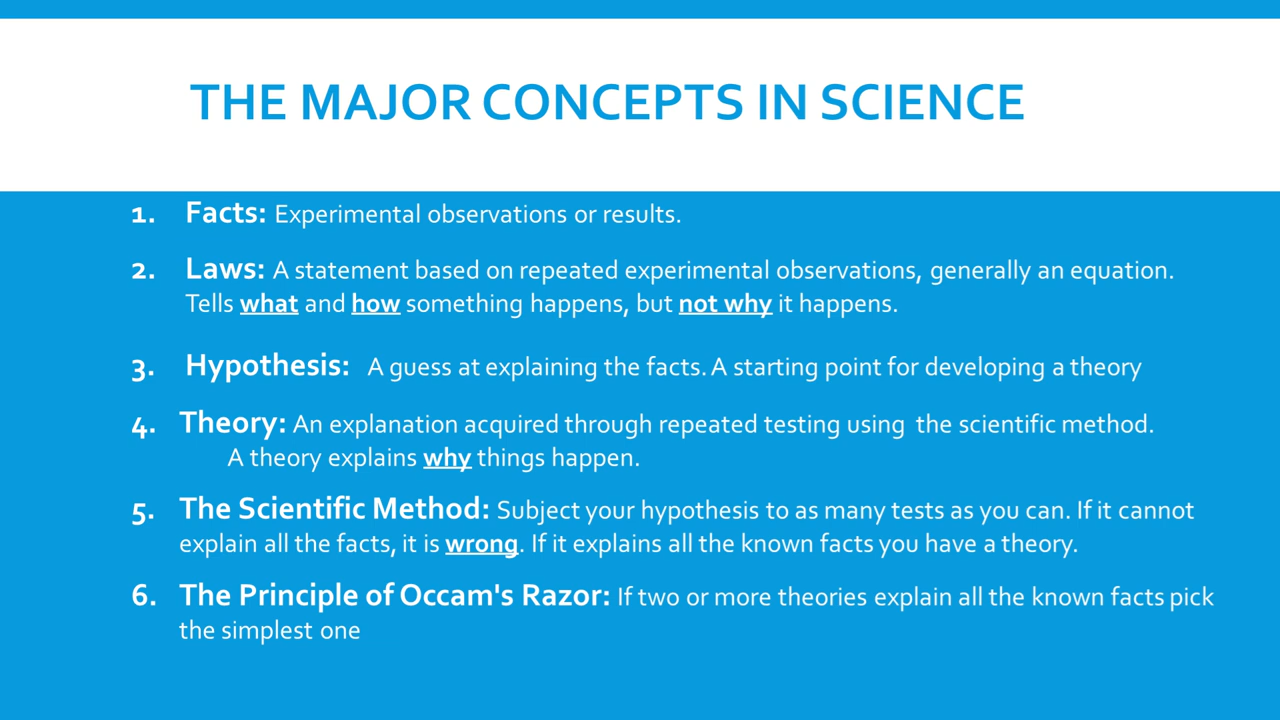 THE MAJOR CONCEPTS IN SCIENCE
1. Facts: Experimental observations or results.
2. Laws: A statement based on repeated experimental observations, generally an equation.
Tells what and how something happens, but not why it happens.
3. Hypothesis: A guess at explaining the facts. A starting point for developing a theory
4. Theory: An explanation acquired through repeated testing using the scientific method.
A theory explains why things happen.
5. The Scientific Method: Subject your hypothesis to as many tests as you can. If it cannot
explain all the facts, it is wrong. If it explains all the known facts you have a theory.
6. The Principle of Occam's Razor: If two or more theories explain all the known facts pick
the simplest one